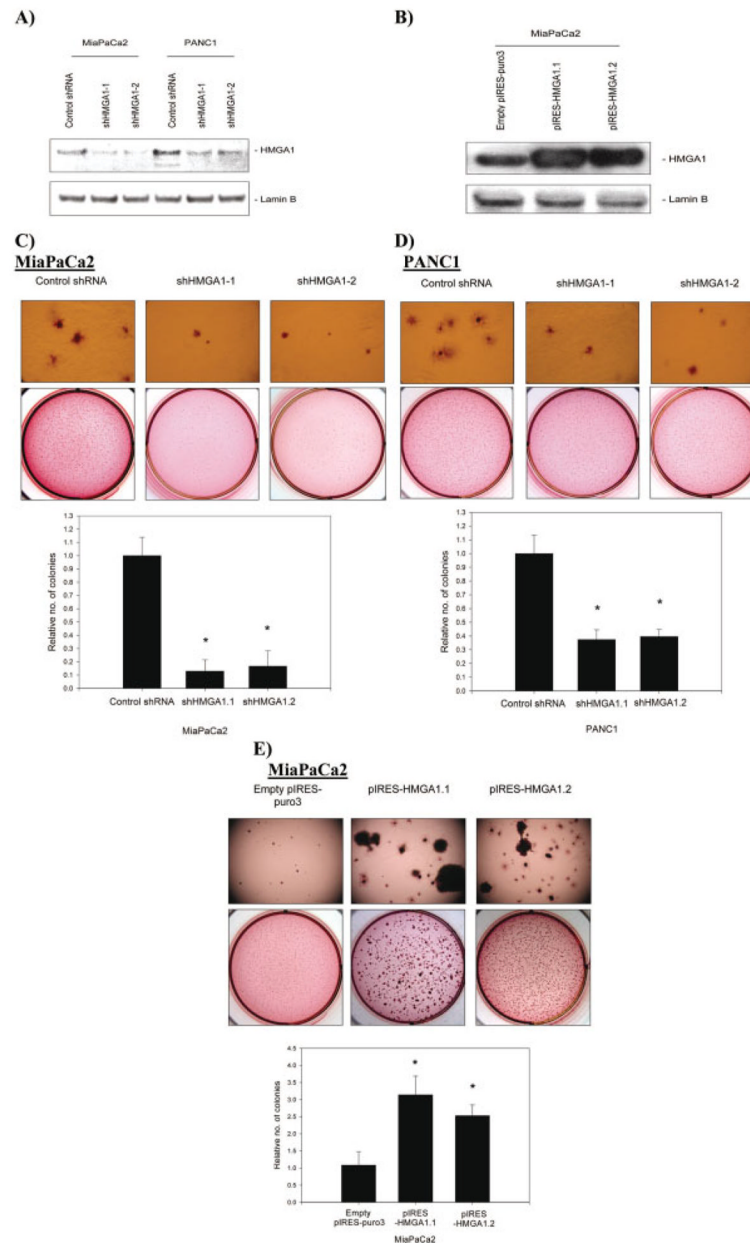 A)
MiaPaCa2 PANC1
Control shRNA shHMGA1-1 shHMGA1-2 Control shRNA shHMGA1-1 shHMGA1-2
- HMGA1
- Lamin B
B)
MiaPaCa2
Empty pIRES-puro3 pIRES-HMGA1.1 pIRES-HMGA1.2
- HMGA1
- Lamin B
C)
MiaPaCa2
Control shRNA shHMGA1-1 shHMGA1-2
Relative no. of colonies
1.3
1.2
1.1
1.0
0.9
0.8
0.7
0.6
0.5
0.4
0.3
0.2
0.1
0.0
* *
Control shRNA shHMGA1.1 shHMGA1.2
MiaPaCa2
D)
PANC1
Control shRNA shHMGA1-1 shHMGA1-2
Relative no. of colonies
1.3
1.2
1.1
1.0
0.9
0.8
0.7
0.6
0.5
0.4
0.3
0.2
0.1
0.0
* *
Control shRNA shHMGA1.1 shHMGA1.2
PANC1
E)
MiaPaCa2
Empty pIRES- pIRES-HMGA1.1 pIRES-HMGA1.2
puro3
Relative no. of colonies
4.5
4.0
3.5
3.0
2.5
2.0
1.5
1.0
0.5
0.0
* *
Empty pIRES pIRES
pIRES-puro3 -HMGA1.1 -HMGA1.2
MiaPaCa2